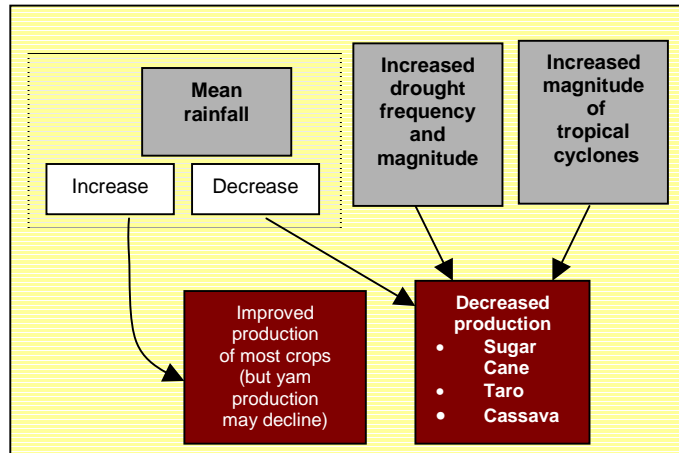 Mean
rainfall
Increase
Decrease
Increased
drought
frequency
and
magnitude
Increased
magnitude
of
tropical
cyclones
Improved
production
of most crops
(but yam
production
may decline)
Decreased
production
• Sugar
Cane
• Taro
• Cassava